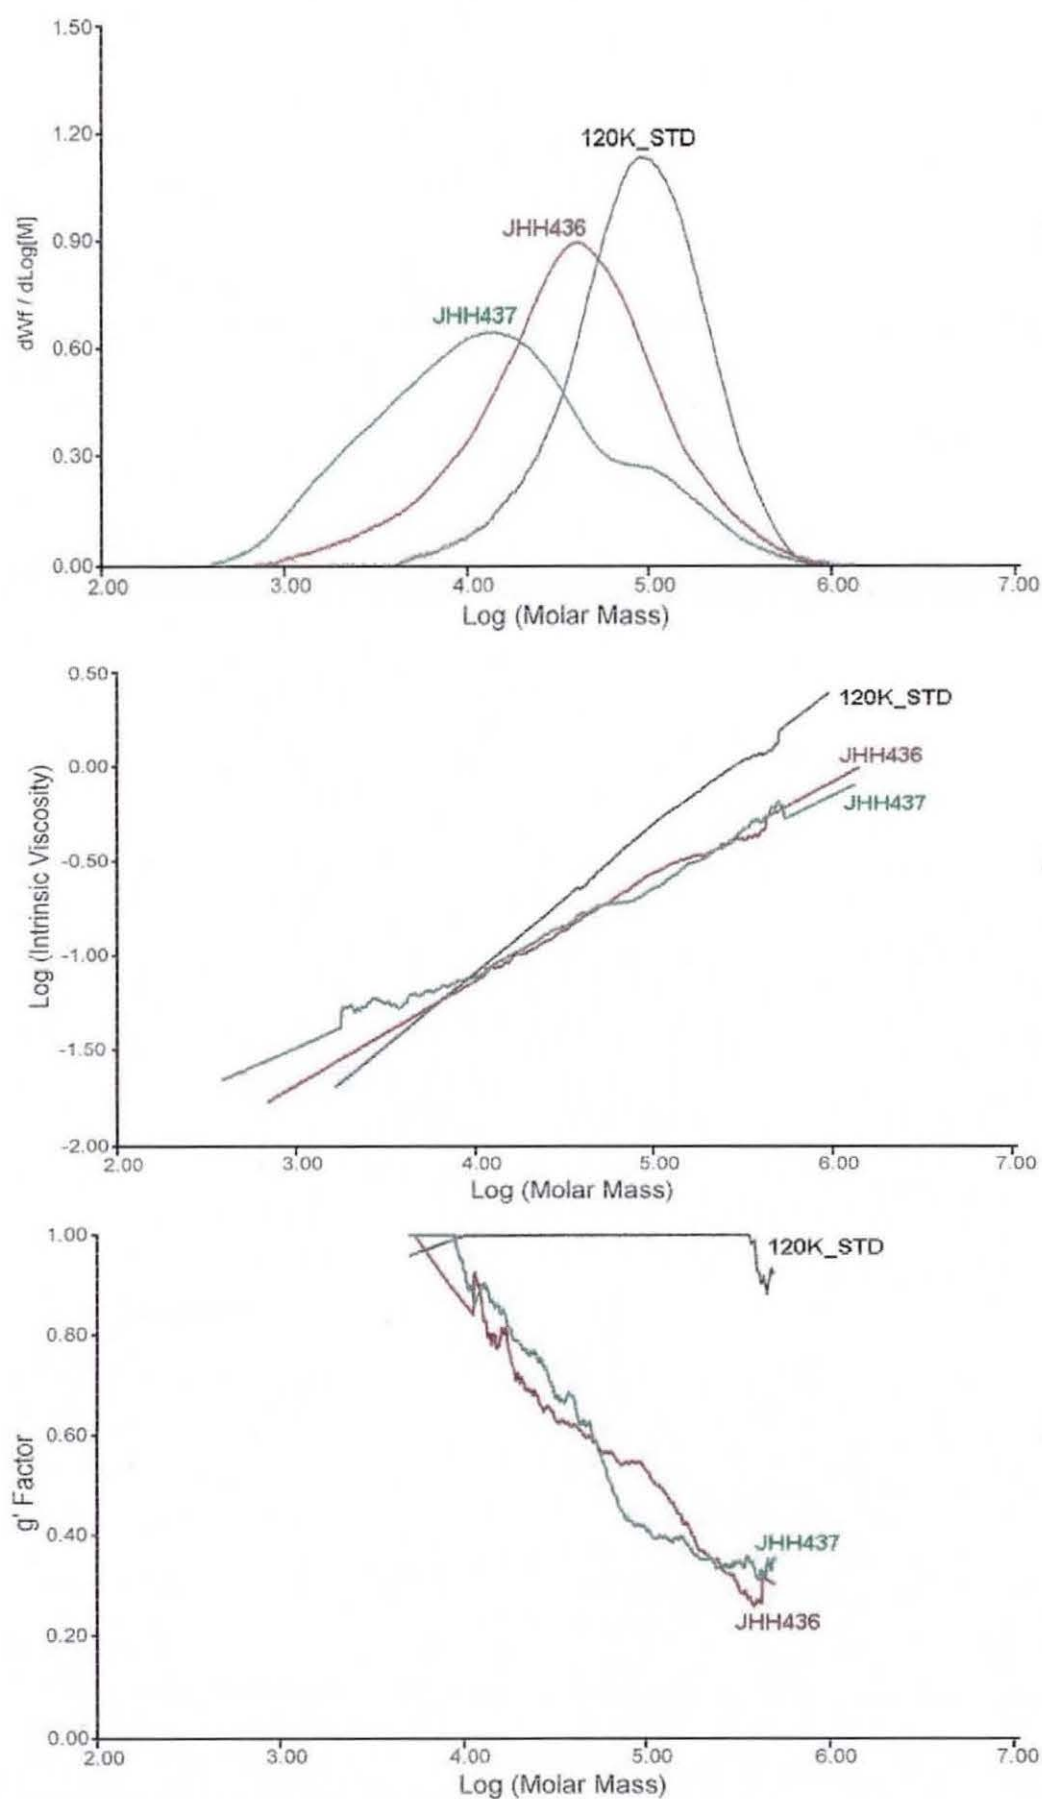 1.50
1.20
0.90
0.60
0.30
0.00
dWf / dLog[M]
120K_STD
JHH436
JHH437
2.00 3.00 4.00 5.00 6.00 7.00
Log (Molar Mass)
0.50
0.00
-0.50
-1.00
-1.50
-2.00
Log (Intrinsic Viscosity)
120K_STD
JHH436
JHH437
2.00 3.00 4.00 5.00 6.00 7.00
Log (Molar Mass)
1.00
0.80
0.60
0.40
0.20
0.00
g' Factor
120K_STD
JHH437
JHH436
2.00 3.00 4.00 5.00 6.00 7.00
Log (Molar Mass)